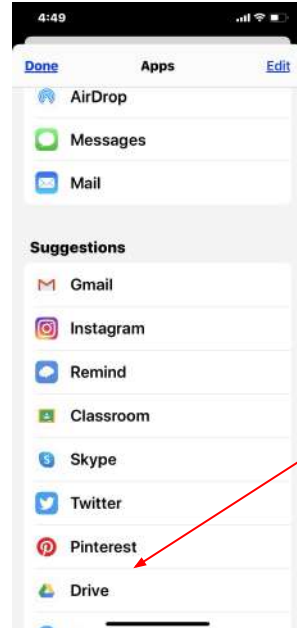 4:49
Done Apps Edit
AirDrop
Messages
Mail
Suggestions
Gmail
Instagram
Remind
Classroom
Skype
Twitter
Pinterest
Drive